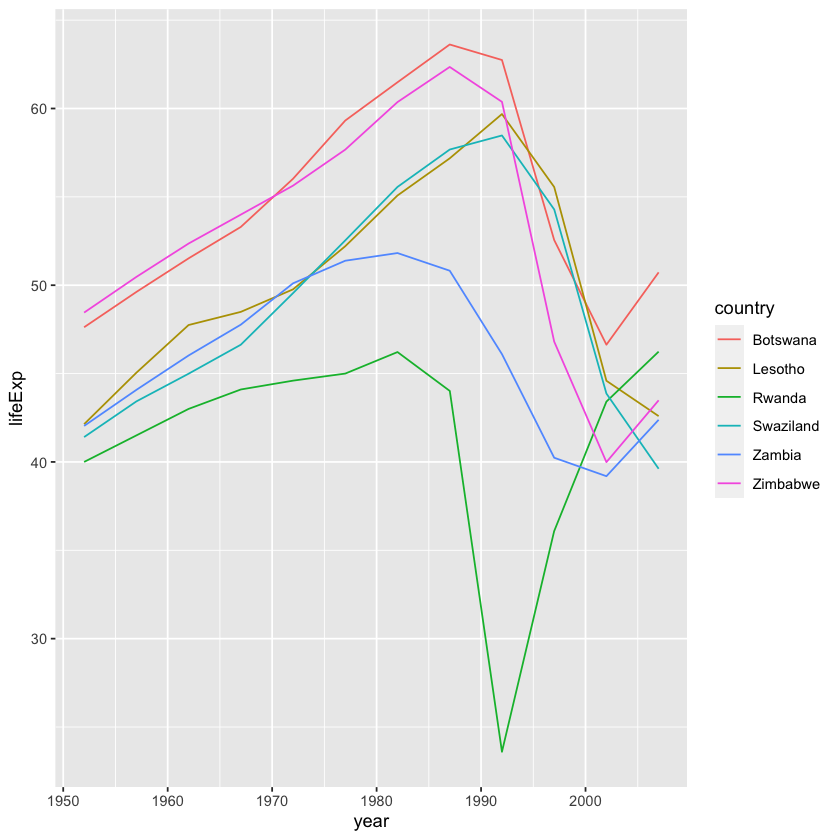 60
50
40
30
lifeExp
1950 1960 1970 1980 1990 2000
year
country
Botswana
Lesotho
Rwanda
Swaziland
Zambia
Zimbabwe